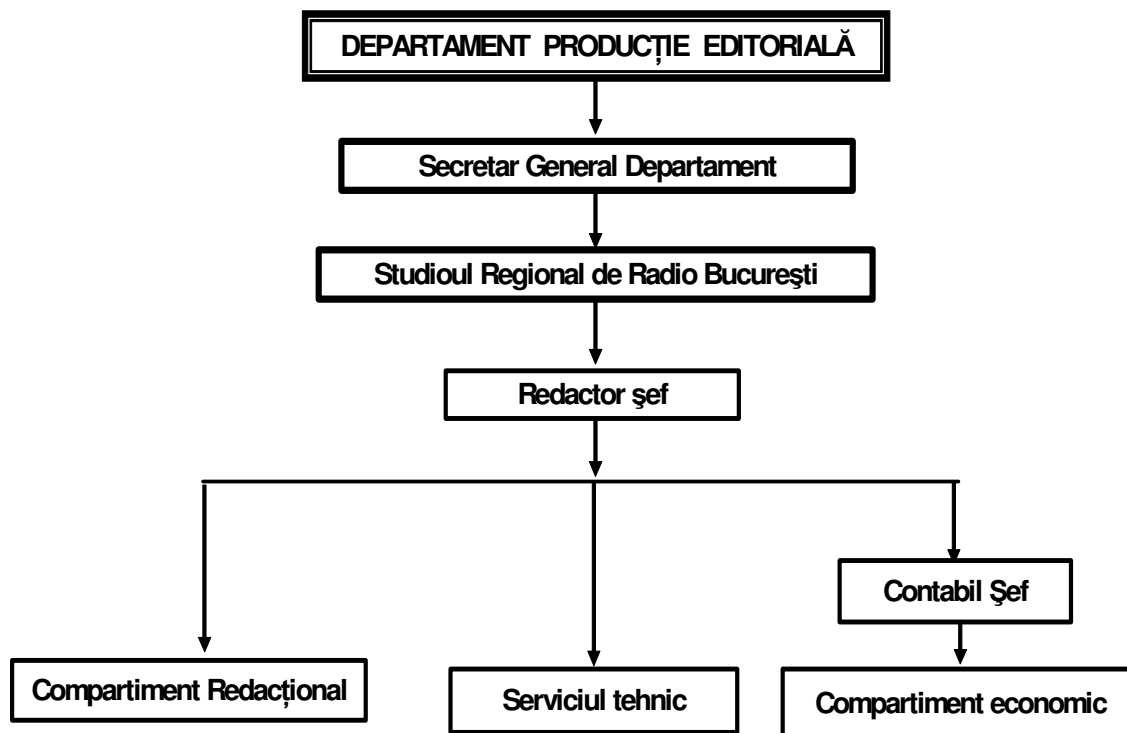 DEPARTAMENT PRODUCȚIE EDITORIALĂ
Secretar General Departament
Studioul Regional de Radio Bucureşti
Redactor şef
Contabil Şef
Compartiment Redacțional
Serviciul tehnic
Compartiment economic